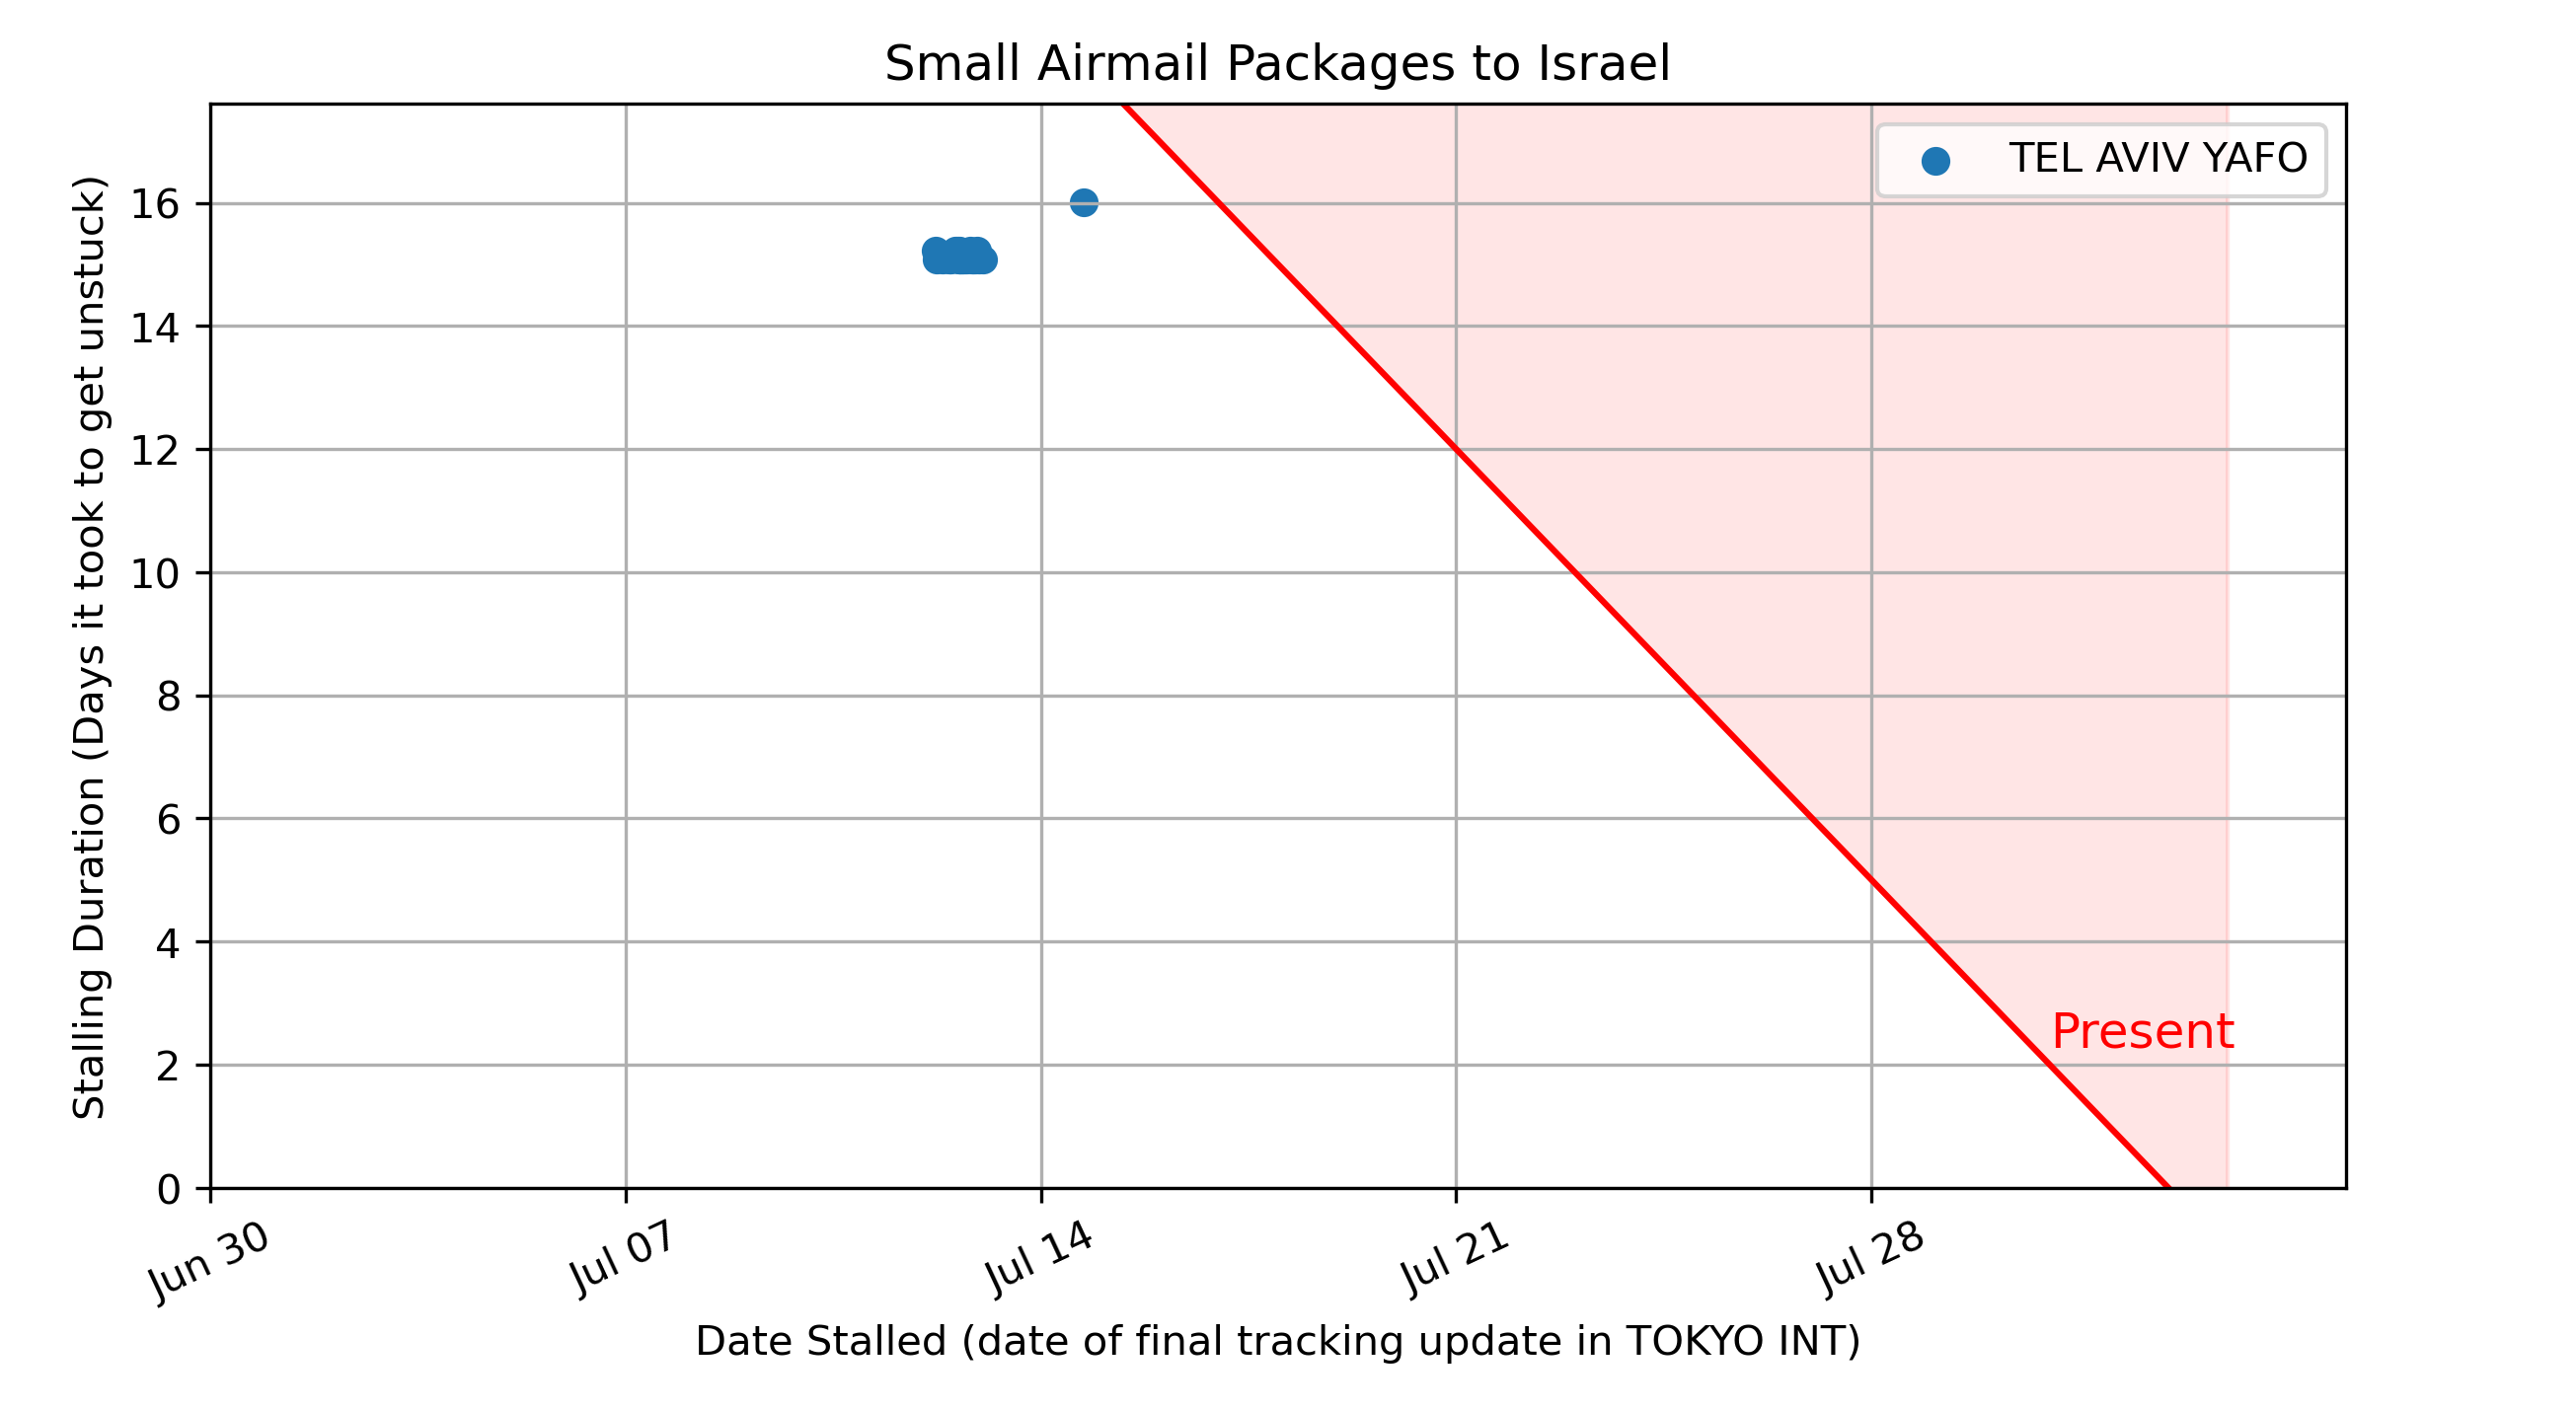 Small Airmail Packages to Israel
TEL AVIV YAFO
Stalling Duration (Days it took to get unstuck)
16
14
12
10
8
6
4
2
0
Present
Jun 30
Jul 07
Jul 14
Jul 21
Jul 28
Date Stalled (date of final tracking update in TOKYO INT)